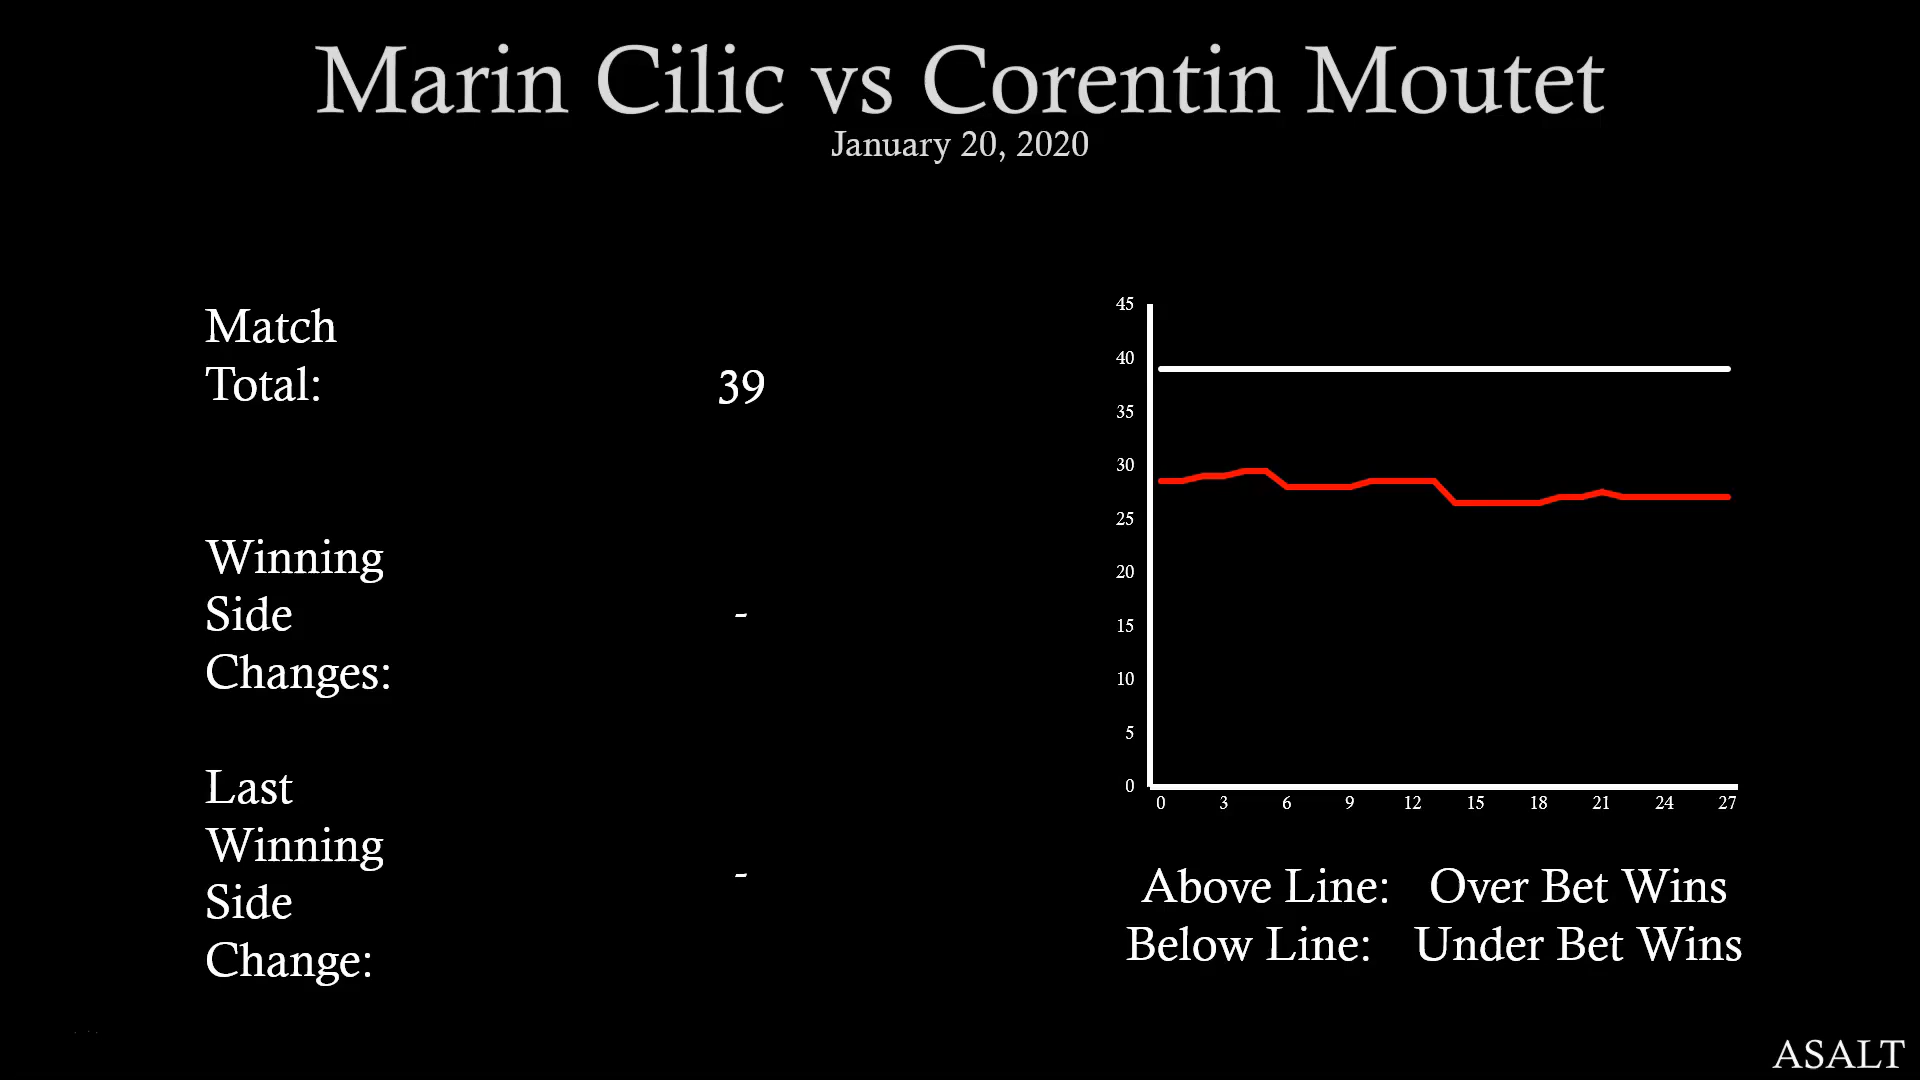 Marin Cilic vs Corentin Moutet
January 20, 2020
Match
Total:
39
Winning
Side
Changes:
-
Last
Winning
Side
Change:
-
45
40
35
30
25
20
15
10
5
0
0 3 6 9 12 15 18 21 24 27
Above Line: Over Bet Wins
Below Line: Under Bet Wins
ASALT